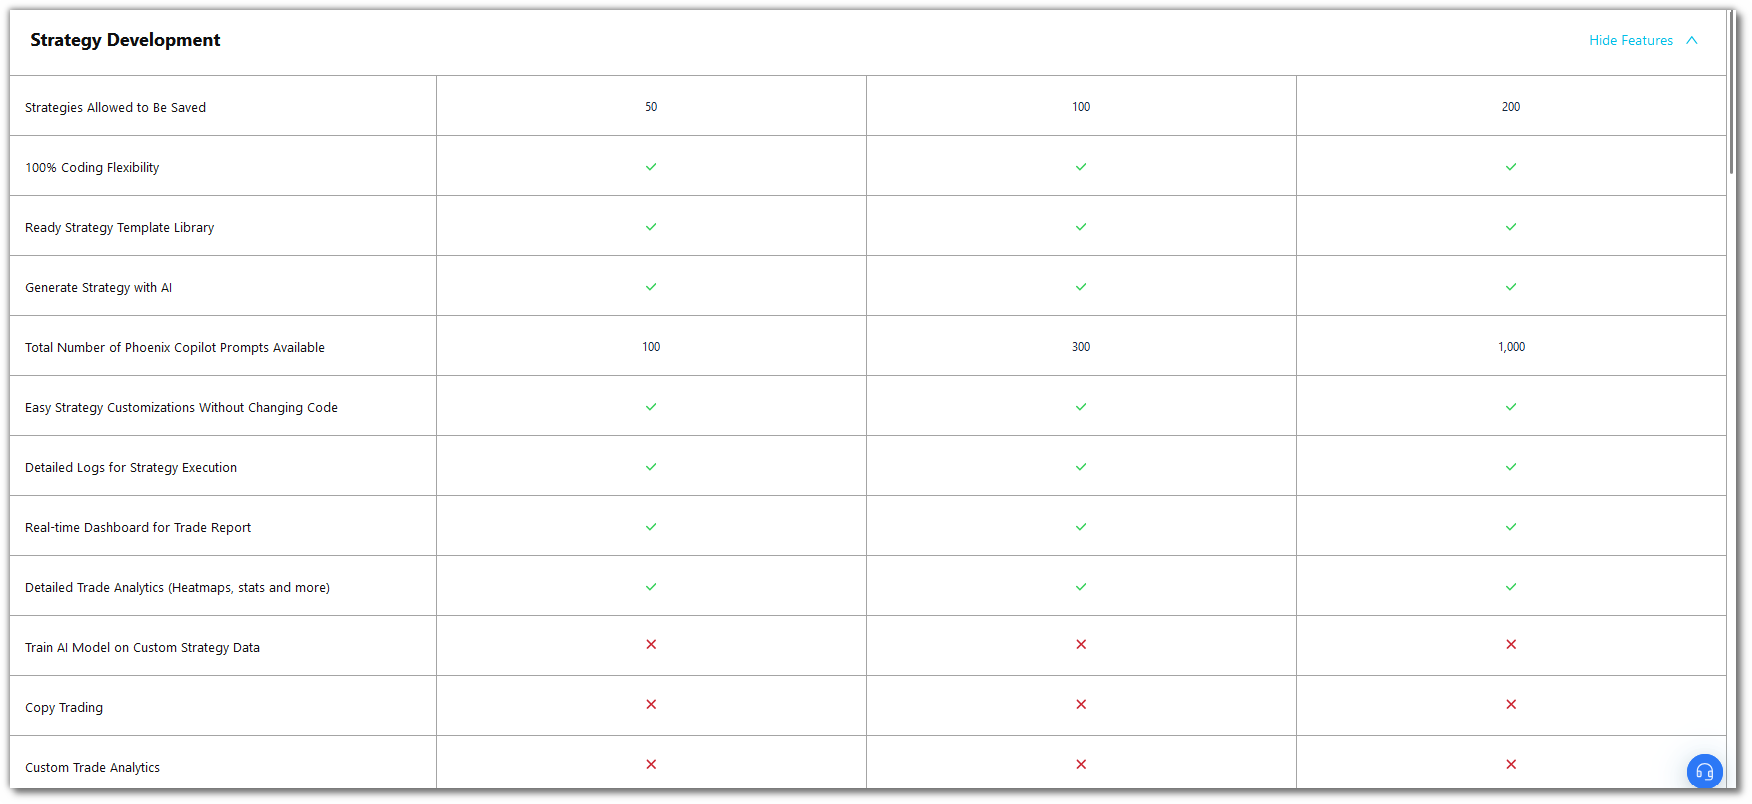 Strategy Development
Hide Features
Strategies Allowed to Be Saved 50 100 200
100% Coding Flexibility
Ready Strategy Template Library
Generate Strategy with AI
Total Number of Phoenix Copilot Prompts Available 100 300 1,000
Easy Strategy Customizations Without Changing Code
Detailed Logs for Strategy Execution
Real-time Dashboard for Trade Report
Detailed Trade Analytics (Heatmaps, stats and more)
Train AI Model on Custom Strategy Data
Copy Trading
Custom Trade Analytics